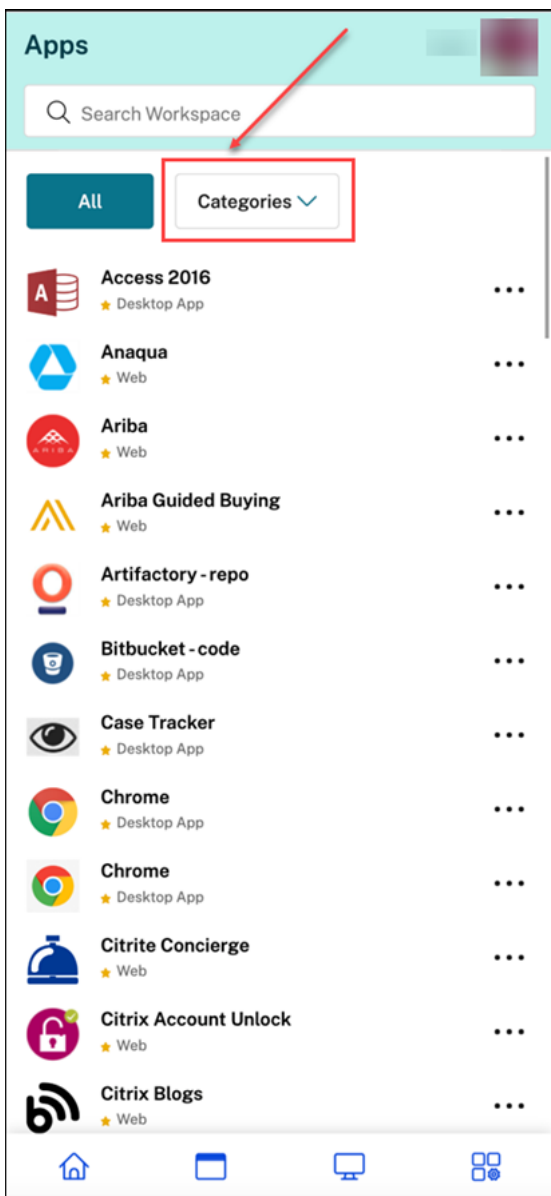 Apps
Search Workspace
All
Categories
A
Access 2016
Desktop App
Anaqua
Web
ARIBA
Ariba
Web
Ariba Guided Buying
Web
Artifactory - repo
Desktop App
Bitbucket - code
Desktop App
Case Tracker
Desktop App
Chrome
Desktop App
Chrome
Desktop App
Citrite Concierge
Web
Citrix Account Unlock
Web
b
Citrix Blogs
Web